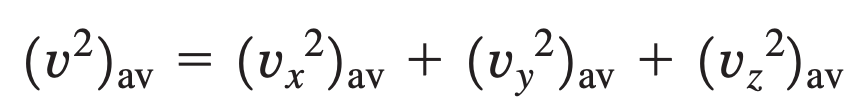 (v²)av = (vx²)av + (vy²)av + (vz²)av